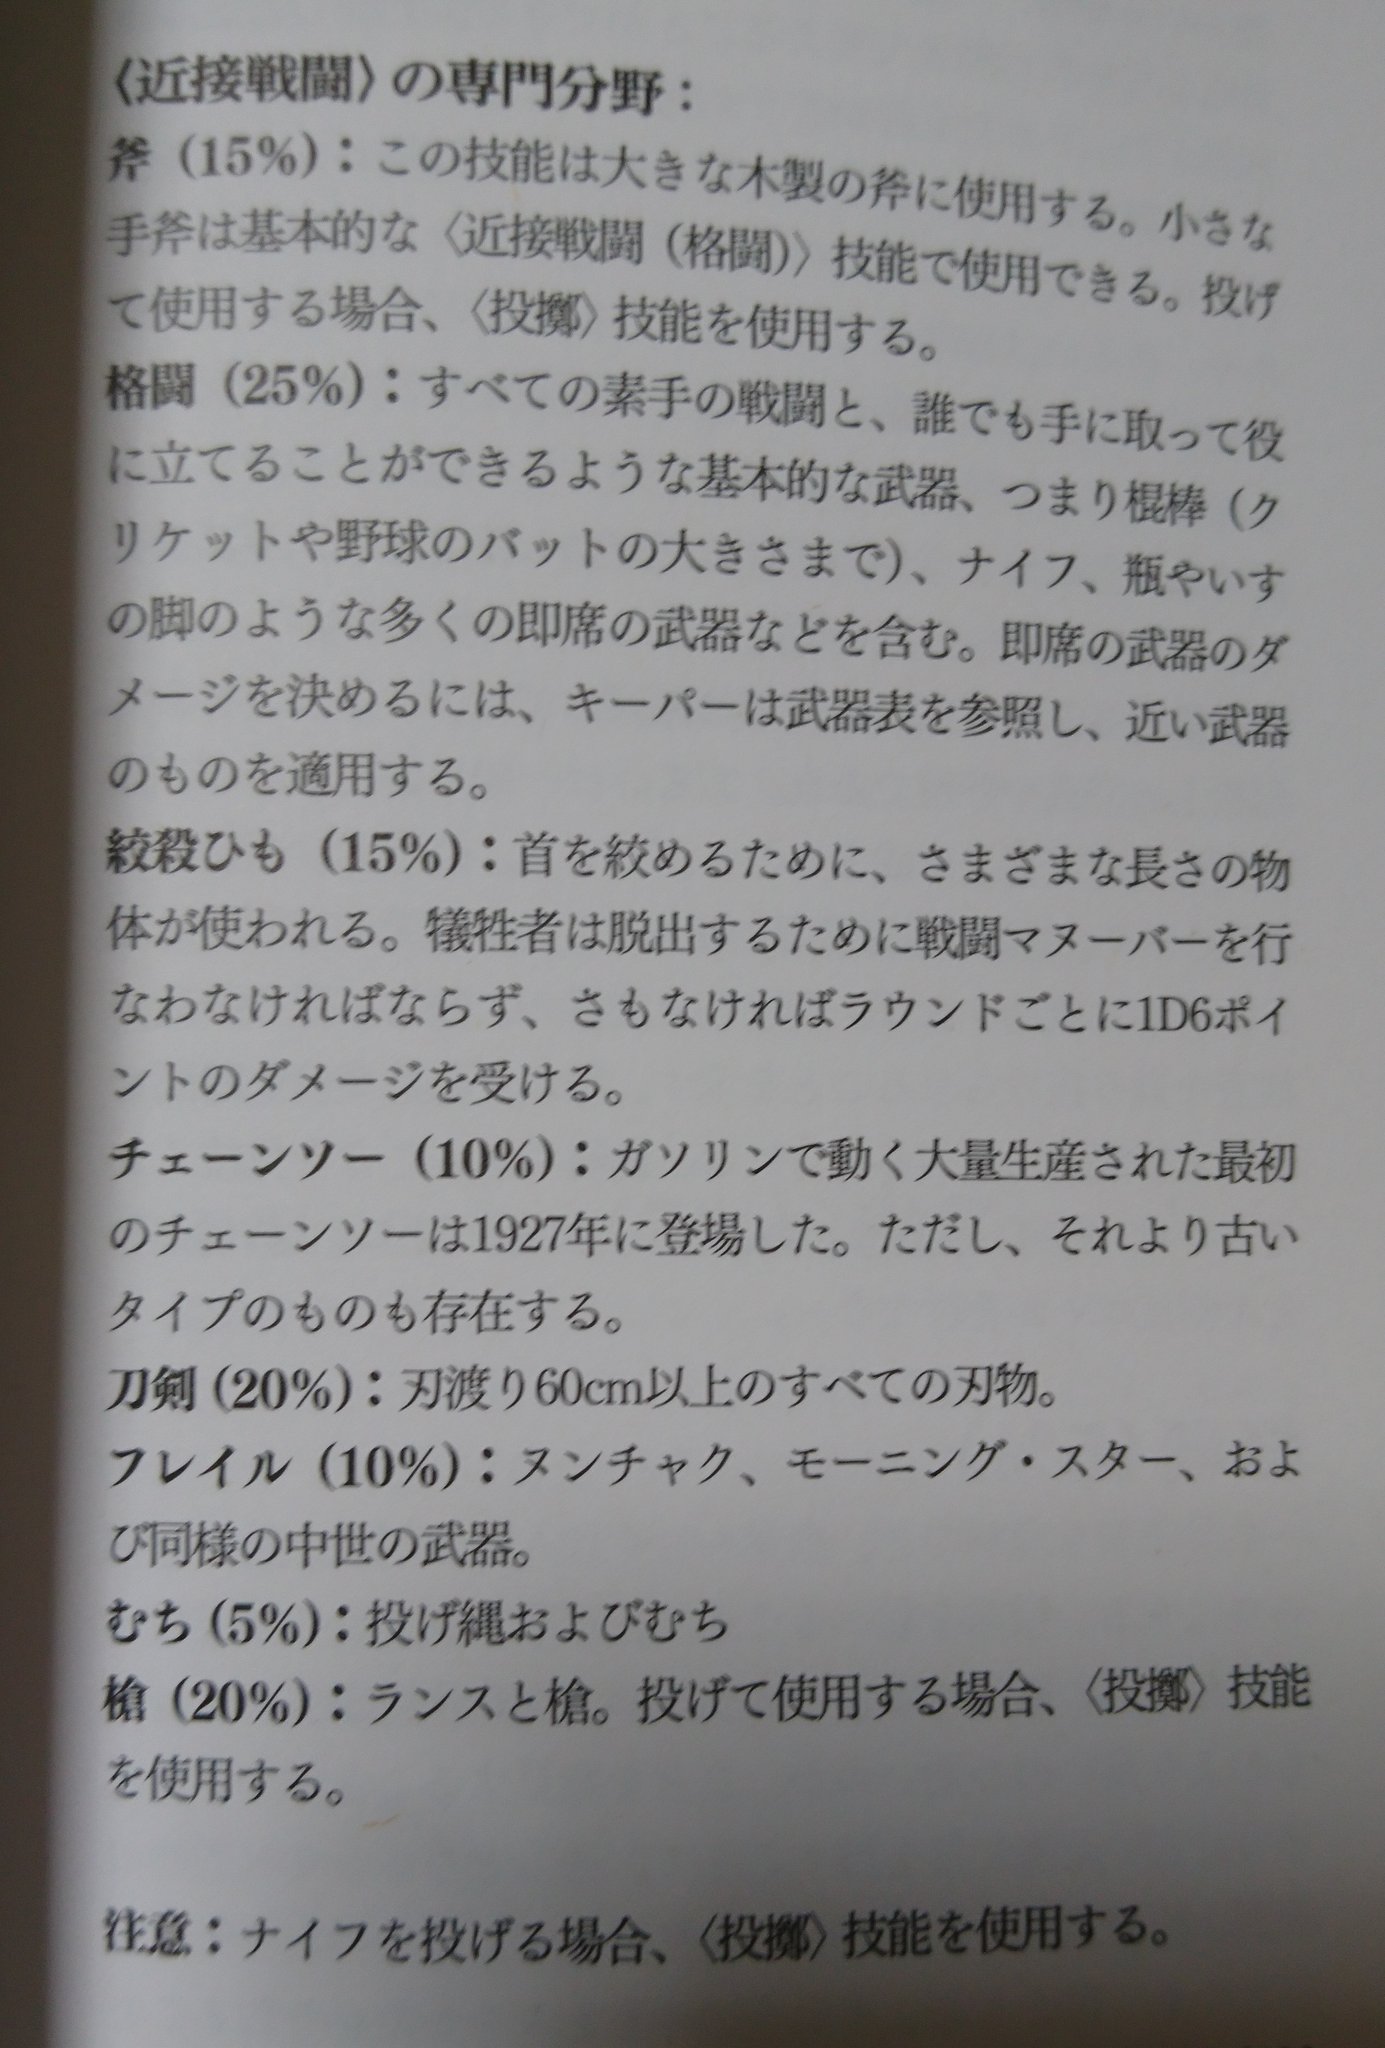 〈近接戦闘〉の専門分野：
斧（15%）：この技能は大きな木製の斧に使用する。小さな
手斧は基本的な〈近接戦闘（格闘）〉技能で使用できる。投げ
て使用する場合、〈投擲〉技能を使用する。
格闘（25%）：すべての素手の戦闘と、誰でも手に取って役
に立てることができるような基本的な武器、つまり棍棒（ク
リケットや野球のバットの大きさまで）、ナイフ、瓶やいす
の脚のような多くの即席の武器などを含む。即席の武器のダ
メージを決めるには、キーパーは武器表を参照し、近い武器
のものを適用する。
絞殺ひも（15%）：首を絞めるために、さまざまな長さの物
体が使われる。犠牲者は脱出するために戦闘マヌーバーを行
なわなければならず、さもなければラウンドごとに1D6ポイ
ントのダメージを受ける。
チェーンソー（10%）：ガソリンで動く大量生産された最初
のチェーンソーは1927年に登場した。ただし、それより古い
タイプのものも存在する。
刀剣（20%）：刃渡り60cm以上のすべての刃物。
フレイル（10%）：ヌンチャク、モーニング・スター、およ
び同様の中世の武器。
むち（5%）：投げ縄およびむち
槍（20%）：ランスと槍。投げて使用する場合、〈投擲〉技能
を使用する。
注意：ナイフを投げる場合、〈投擲〉技能を使用する。